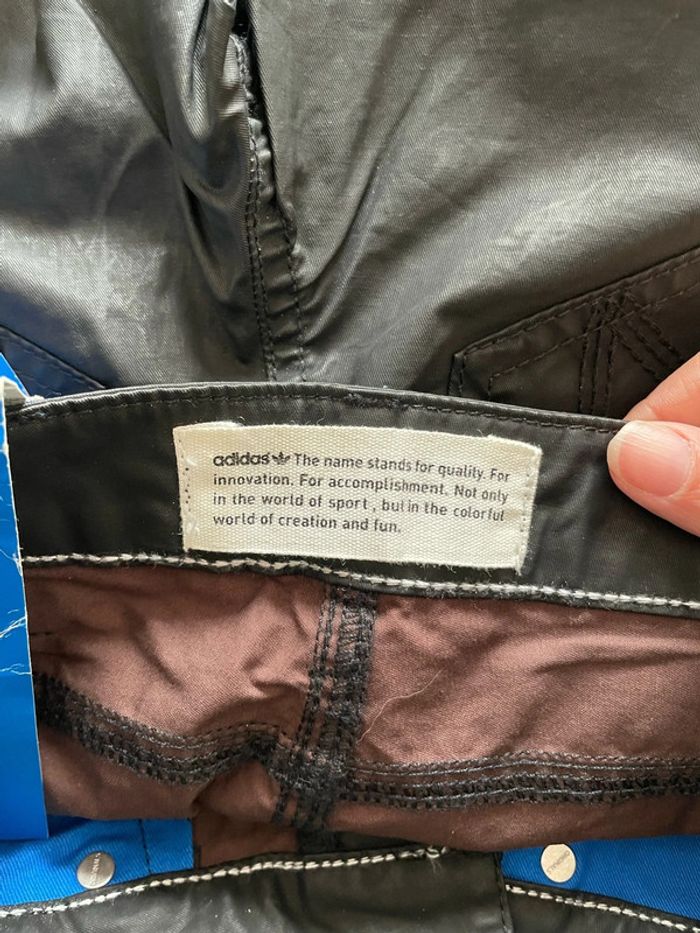 adidas The name stands for quality. For
innovation. For accomplishment. Not only
in the world of sport, but in the colorful
world of creation and fun.